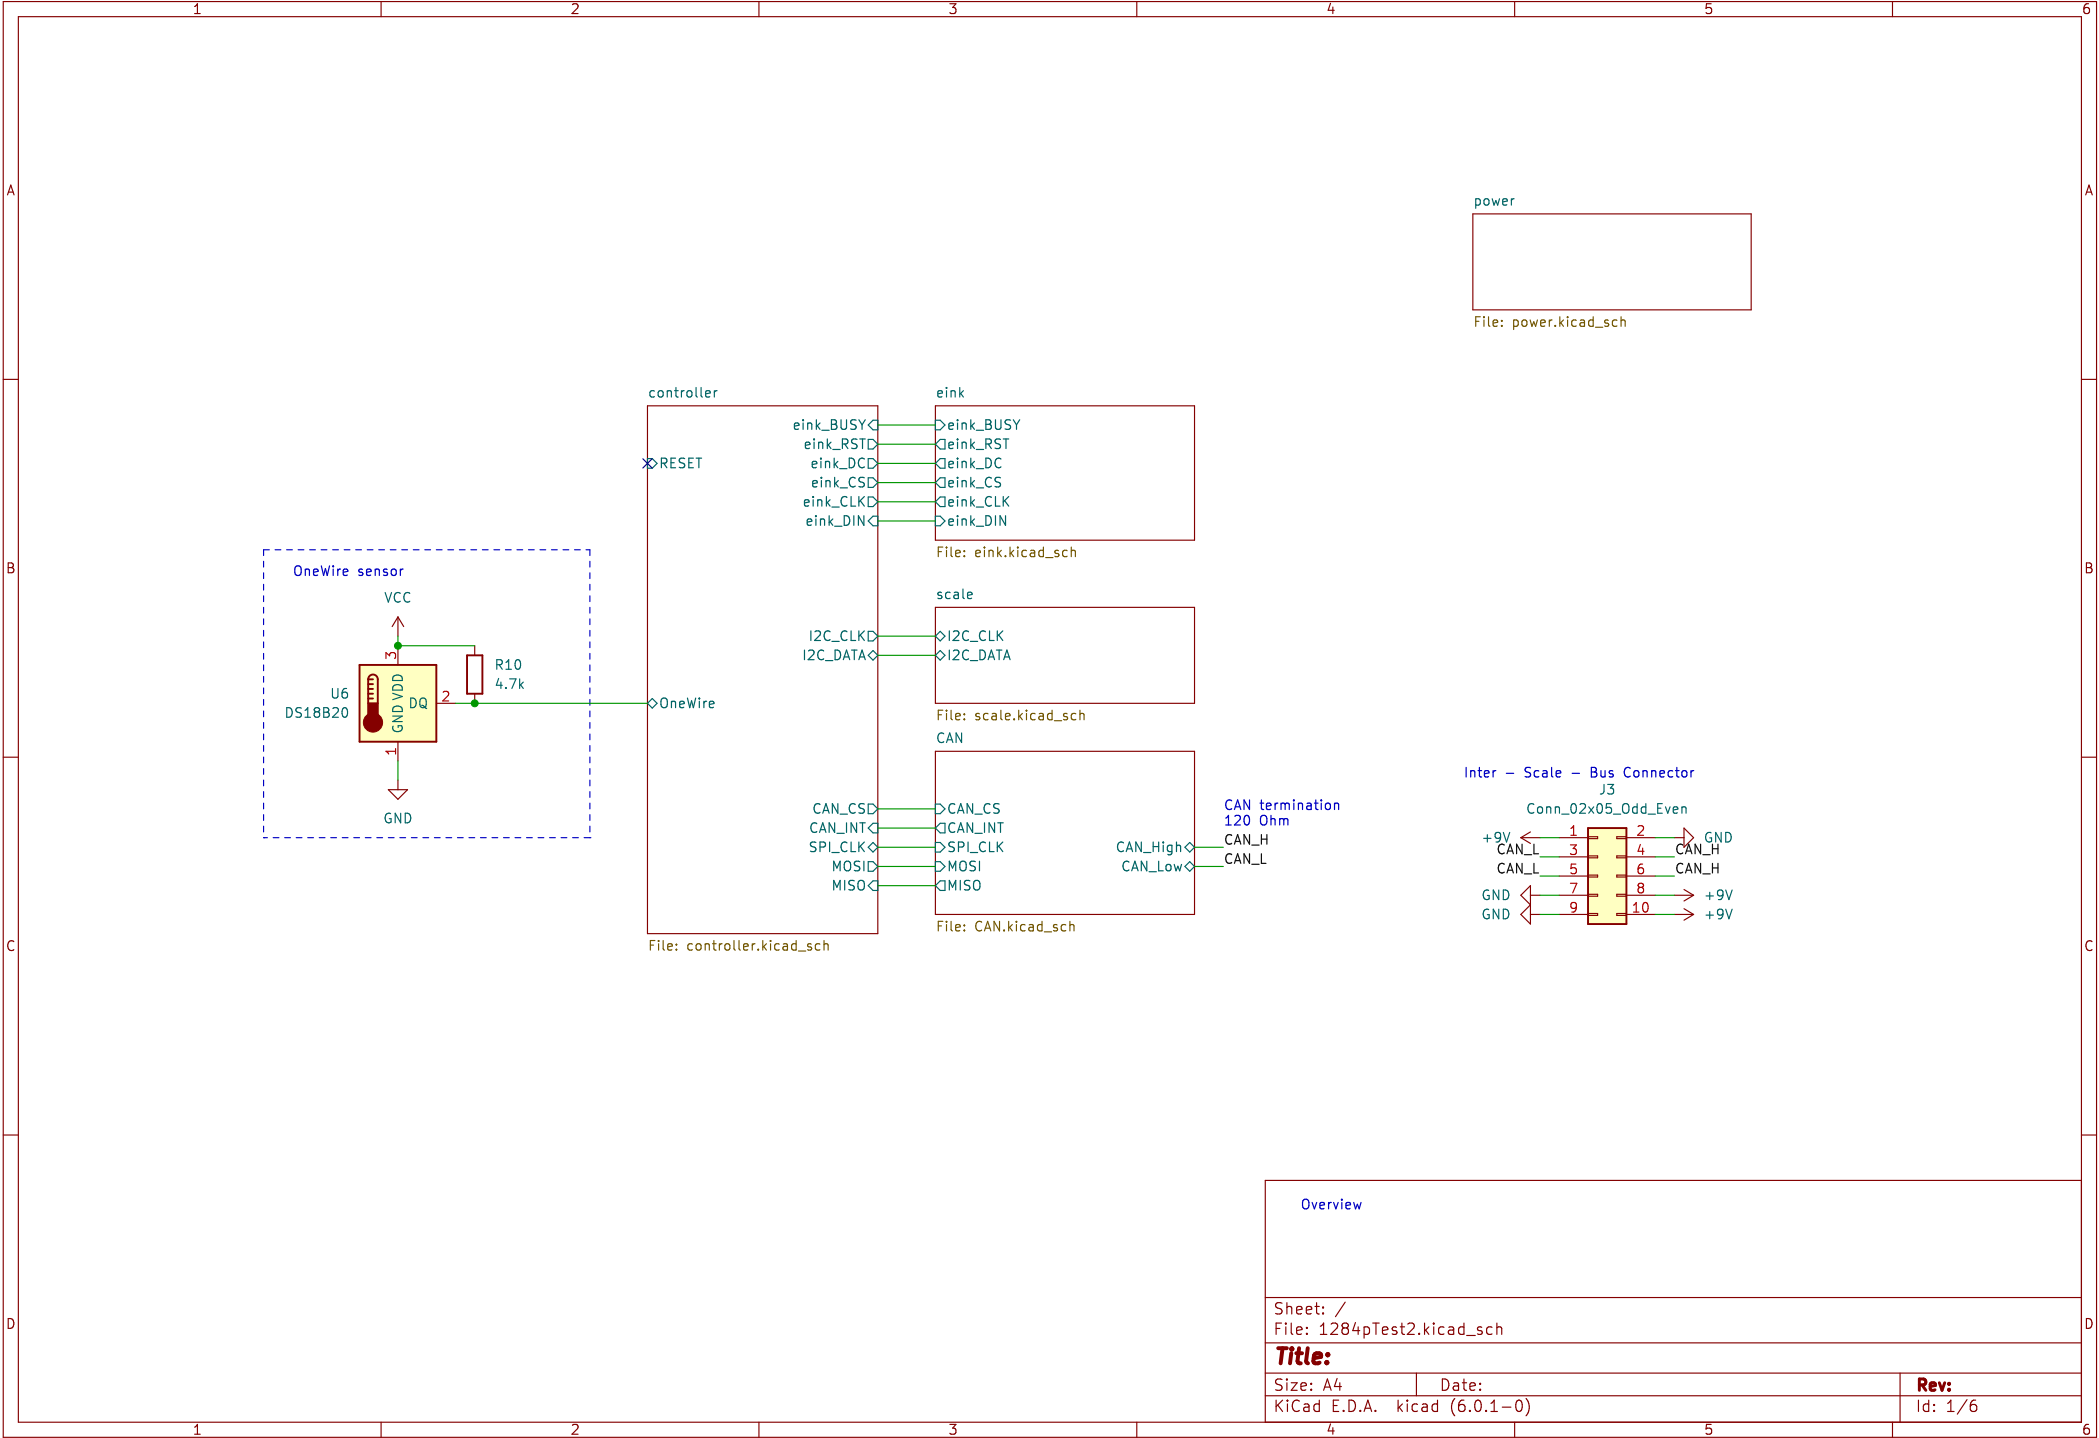 1 2 3 4 5 6
A A
power
File: power.kicad_sch
controller
eink_BUSY
eink_RST
RESET
eink_DC
eink_CS
eink_CLK
eink_DIN
I2C_CLK
I2C_DATA
OneWire
CAN_CS
CAN_INT
SPI_CLK
MOSI
MISO
File: controller.kicad_sch
eink
eink_BUSY
eink_RST
eink_DC
eink_CS
eink_CLK
eink_DIN
File: eink.kicad_sch
B B
OneWire sensor
VCC
3
VDD
R10
4.7k
U6
DS18B20
DQ
2
GND
1
GND
scale
I2C_CLK
I2C_DATA
File: scale.kicad_sch
CAN
CAN_CS
CAN_INT
SPI_CLK
MOSI
MISO
CAN_High
CAN_Low
File: CAN.kicad_sch
CAN termination
120 Ohm
CAN_H
CAN_L
Inter - Scale - Bus Connector
J3
Conn_02x05_Odd_Even
+9V 1 2 GND
CAN_L 3 4 CAN_H
CAN_L 5 6 CAN_H
GND 7 8 +9V
GND 9 10 +9V
C C
Overview
Sheet: /
File: 1284pTest2.kicad_sch
Title:
Size: A4 Date: Rev:
KiCad E.D.A. kicad (6.0.1-0) Id: 1/6
D D
1 2 3 4 5 6